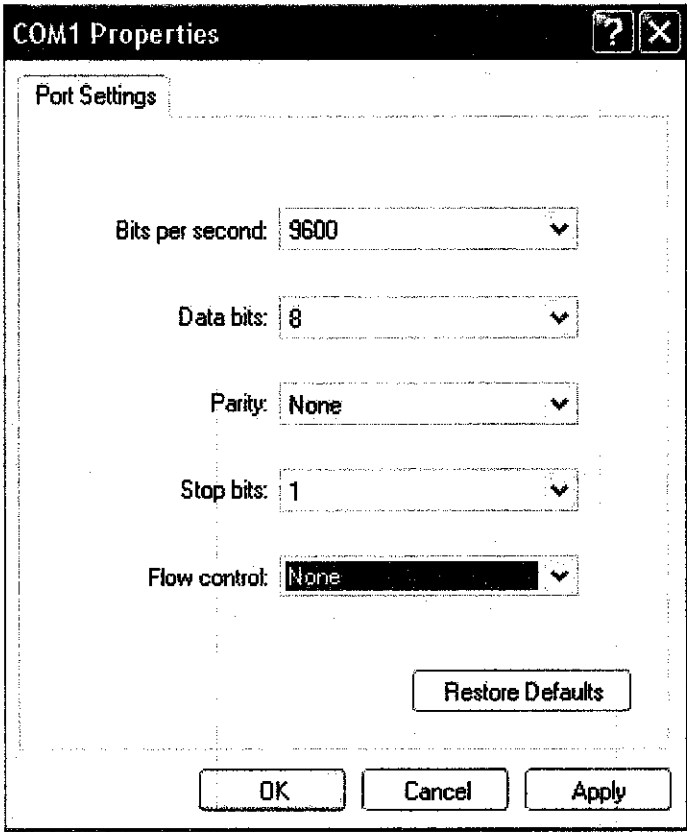 COM1 Properties
Port Settings
Bits per second: 9600
Data bits: 8
Parity: None
Stop bits: 1
Flow control: None
Restore Defaults
OK Cancel Apply